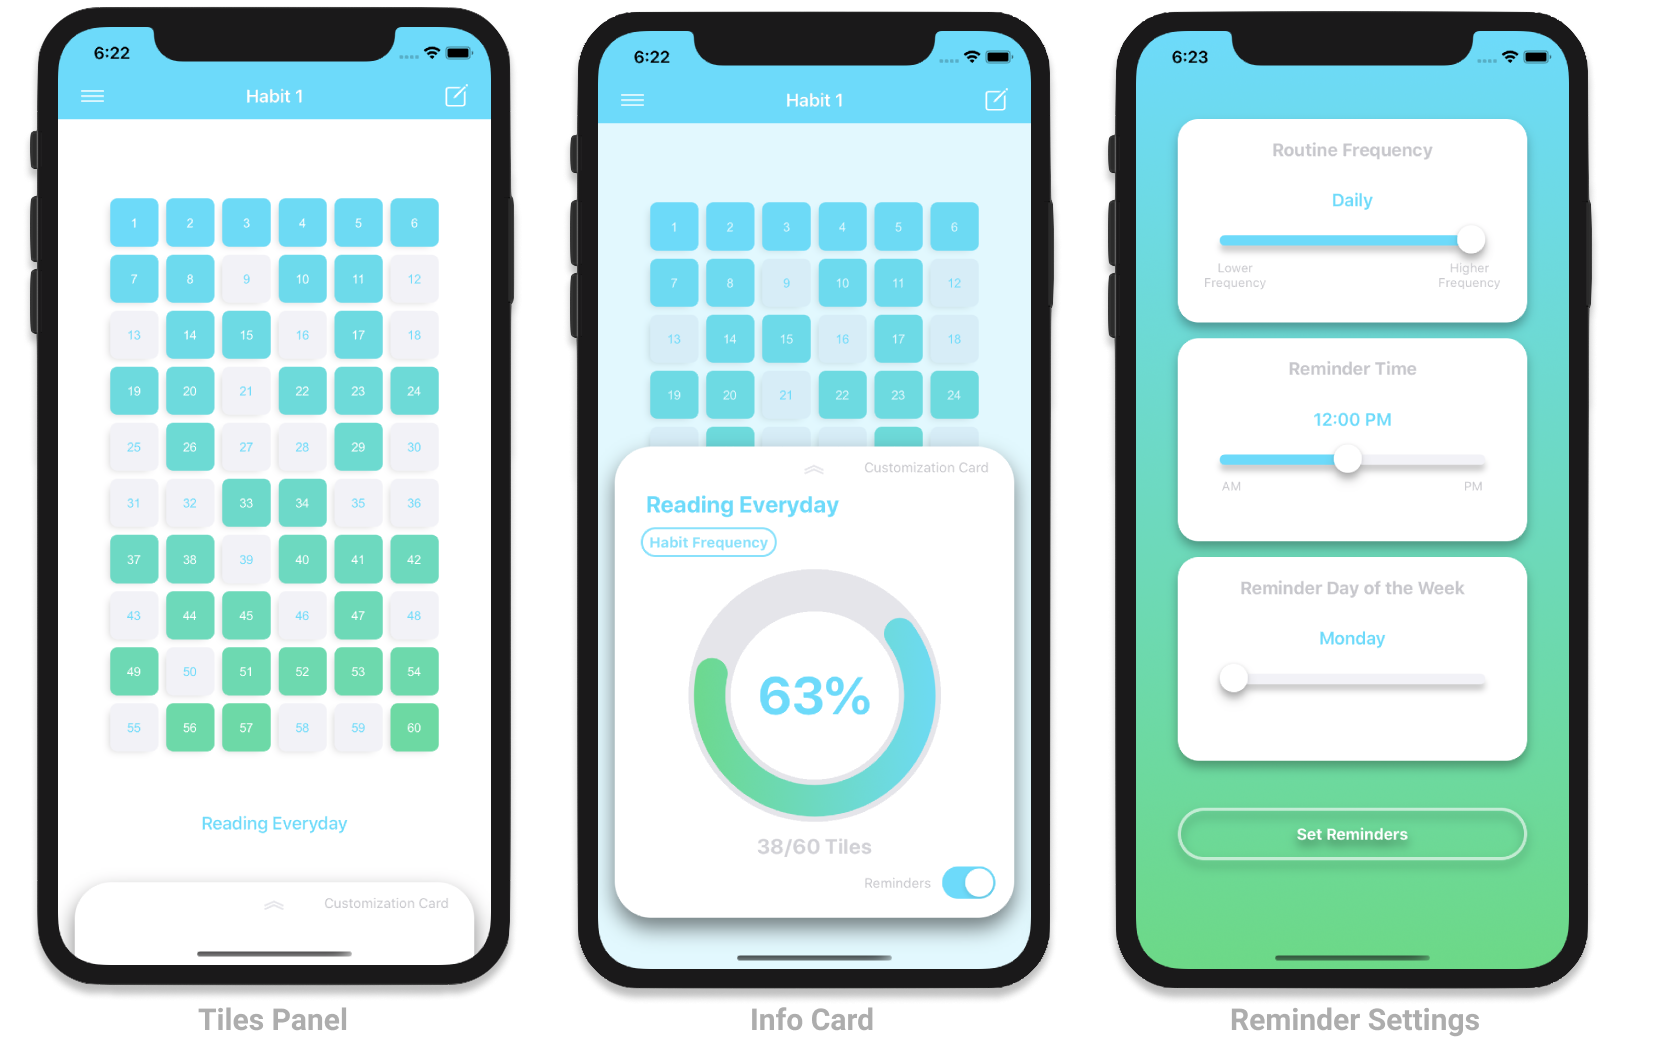 6:22
Habit 1
1 2 3 4 5 6
7 8 9 10 11 12
13 14 15 16 17 18
19 20 21 22 23 24
25 26 27 28 29 30
31 32 33 34 35 36
37 38 39 40 41 42
43 44 45 46 47 48
49 50 51 52 53 54
55 56 57 58 59 60
Reading Everyday
Customization Card
Tiles Panel
6:22
Habit 1
1 2 3 4 5 6
7 8 9 10 11 12
13 14 15 16 17 18
19 20 21 22 23 24
Customization Card
Reading Everyday
Habit Frequency
63%
38/60 Tiles
Reminders
Info Card
6:23
Routine Frequency
Daily
Lower
Frequency
Higher
Frequency
Reminder Time
12:00 PM
AM
PM
Reminder Day of the Week
Monday
Set Reminders
Reminder Settings